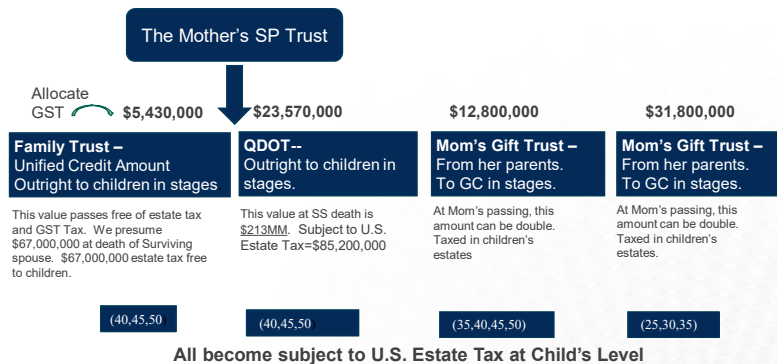 The Mother's SP Trust
Allocate
GST
$5,430,000
$23,570,000
$12,800,000
$31,800,000
Family Trust –
Unified Credit Amount
Outright to children in stages
This value passes free of estate tax
and GST Tax.  We presume
$67,000,000 at death of Surviving
spouse.  $67,000,000 estate tax free
to children.
(40,45,50)
QDOT--
Outright to children in
stages.
This value at SS death is
$213MM.  Subject to U.S.
Estate Tax=$85,200,000
(40,45,50)
Mom's Gift Trust –
From her parents.
To GC in stages.
At Mom's passing, this
amount can be double.
Taxed in children's
estates
(35,40,45,50)
Mom's Gift Trust –
From her parents.
To GC in stages.
At Mom's passing, this
amount can be double.
Taxed in children's
estates.
(25,30,35)
All become subject to U.S. Estate Tax at Child's Level